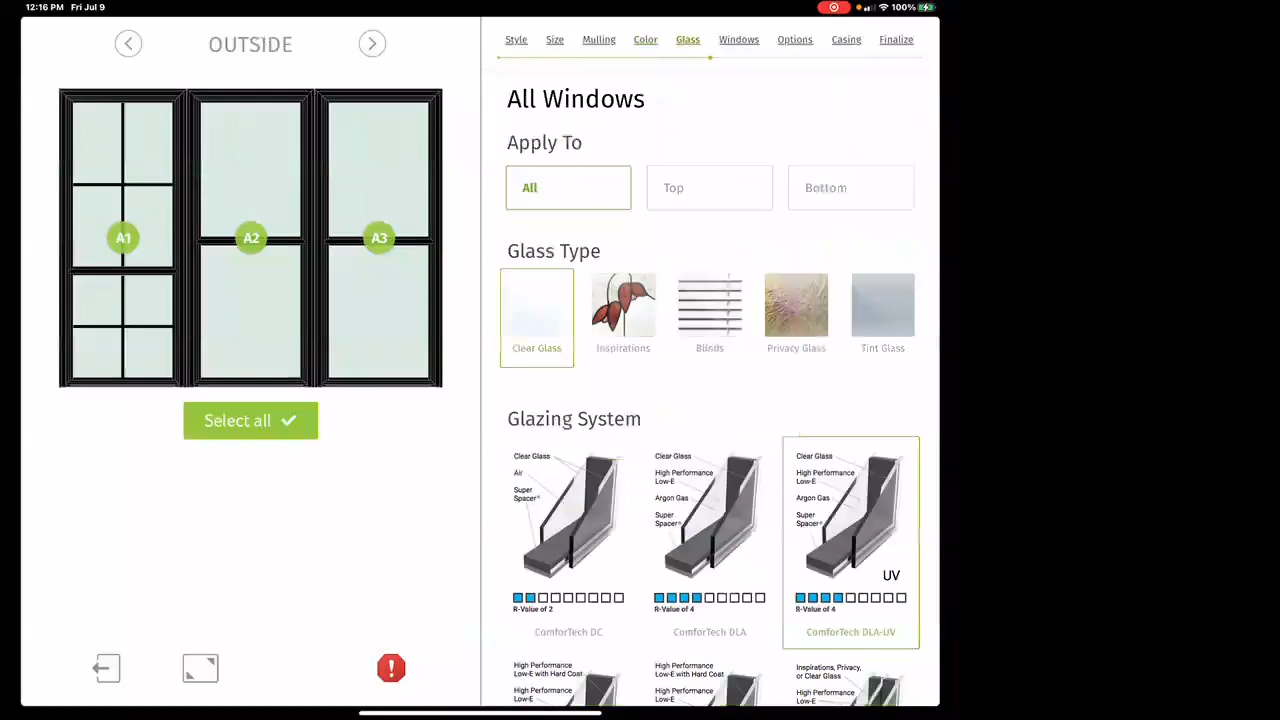 12:16 PM Fri Jul 9
100%
OUTSIDE
A1
A2
A3
Select all
Style Size Mulling Color Glass Windows Options Casing Finalize
All Windows
Apply To
All
Top
Bottom
Glass Type
Clear Glass
Inspirations
Blinds
Privacy Glass
Tint Glass
Glazing System
Clear Glass
Air
Super
Spacer®
R-Value of 2
ComforTech DC
Clear Glass
High Performance
Low-E
Argon Gas
Super
Spacer®
R-Value of 4
ComforTech DLA
Clear Glass
High Performance
Low-E
Argon Gas
Super
Spacer®
UV
R-Value of 4
ComforTech DLA-UV
High Performance
Low-E with Hard Coat
High Performance
Low-E
High Performance
Low-E with Hard Coat
High Performance
Low-E
Inspirations, Privacy,
or Clear Glass
High Performance
Low-E